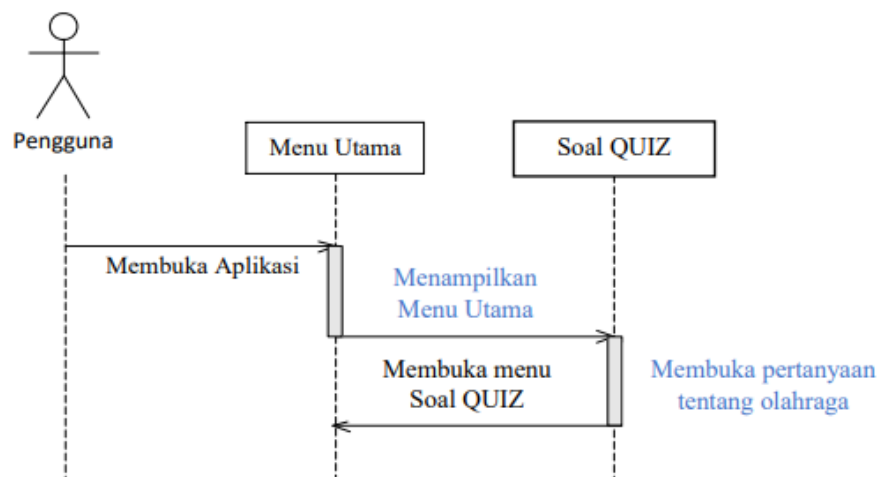 Pengguna
Menu Utama
Soal QUIZ
Membuka Aplikasi
Menampilkan
Menu Utama
Membuka menu
Soal QUIZ
Membuka pertanyaan
tentang olahraga